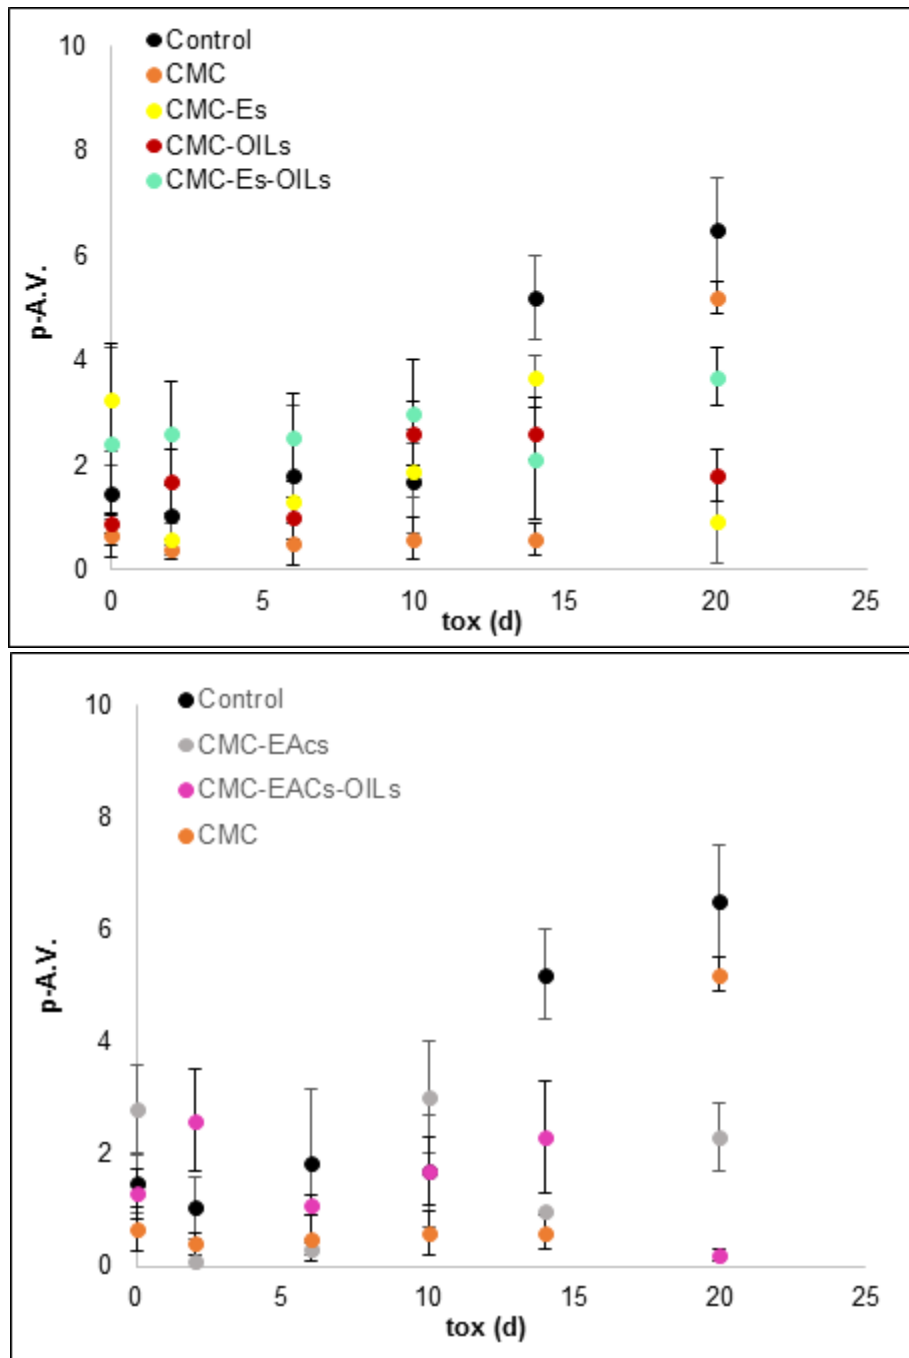 10
8
6
4
2
0
p-A.V.
Control
CMC
CMC-Es
CMC-OILs
CMC-Es-OILs
0 5 10 15 20 25
tox (d)
10
8
6
4
2
0
p-A.V.
Control
CMC-EAcs
CMC-EACs-OILs
CMC
0 5 10 15 20 25
tox (d)